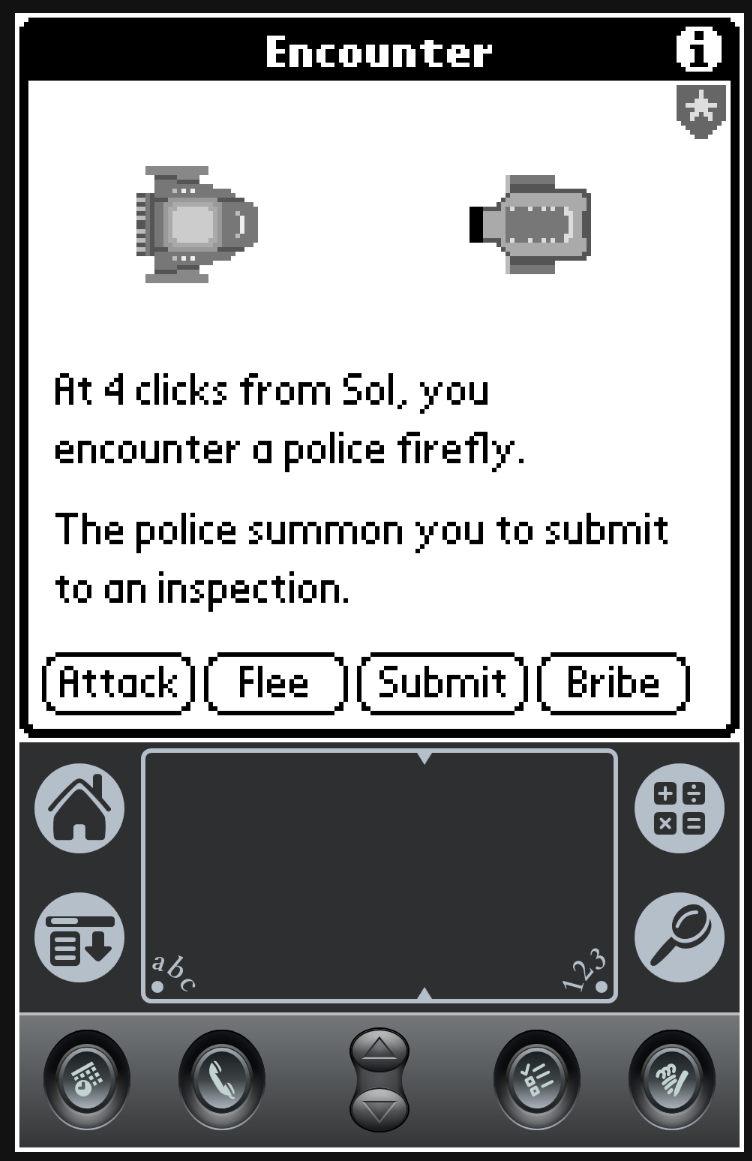 Encounter
At 4 clicks from Sol, you
encounter a police firefly.
The police summon you to submit
to an inspection.
Attack Flee Submit Bribe
abc 123